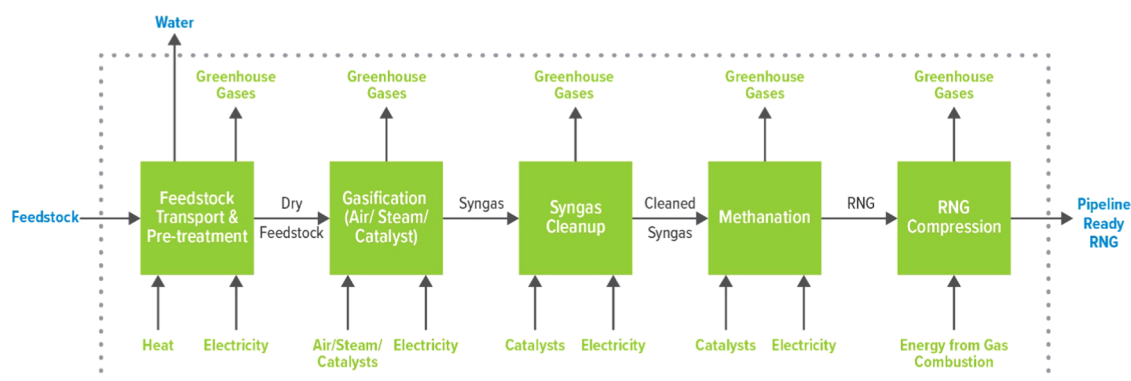 Water
Greenhouse
Gases
Greenhouse
Gases
Greenhouse
Gases
Greenhouse
Gases
Greenhouse
Gases
Feedstock
Feedstock
Transport &
Pre-treatment
Dry
Feedstock
Gasification
(Air/ Steam/
Catalyst)
Syngas
Syngas
Cleanup
Cleaned
Syngas
Methanation
RNG
RNG
Compression
Pipeline
Ready
RNG
Heat
Electricity
Air/Steam/
Catalysts
Electricity
Catalysts
Electricity
Catalysts
Electricity
Energy from Gas
Combustion